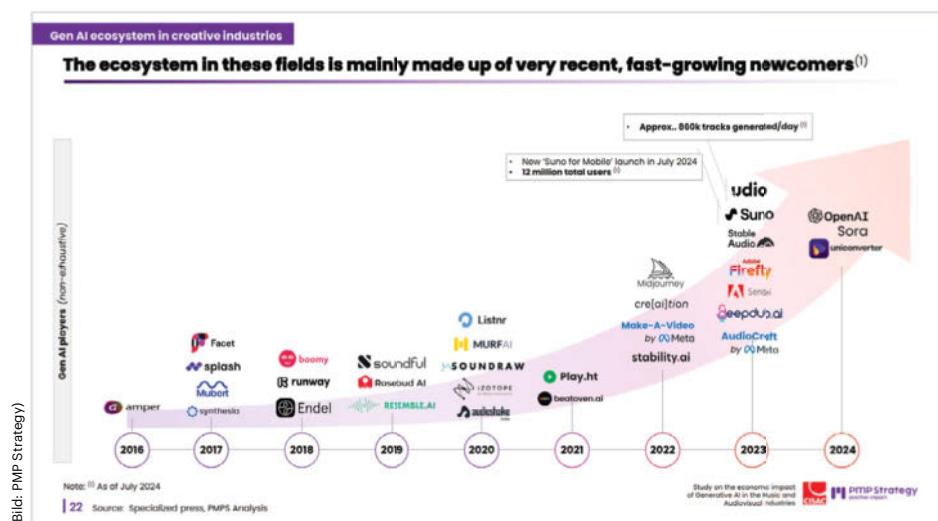 Gen AI ecosystem in creative industries
The ecosystem in these fields is mainly made up of very recent, fast-growing newcomers(1)
Approx.. 860k tracks generated/day (1)
New 'Suno for Mobile' launch in July 2024
12 million total users (1)
Gen AI players (non-exhaustive)
amper
Facet
splash
Mubert
synthesia
boomy
runway
Endel
soundful
Rosebud AI
RESEMBLE.AI
Listnr
MURFAI
SOUNDRAW
iZOTOPE
audioshake
Play.ht
beatoven.ai
Midjourney
cre[ai]tion
Make-A-Video
by Meta
stability.ai
udio
Suno
Stable
Audio
Adobe
Firefly
Sensei
AudioCraft
by Meta
OpenAI
Sora
uniconverter
2016
2017
2018
2019
2020
2021
2022
2023
2024
Note: (1) As of July 2024
22 Source: Specialized press, PMPS Analysis
Study on the economic impact
of Generative AI in the Music and
Audiovisual Industries
CISAC
PMP Strategy
positive impact
Bild: PMP Strategy)